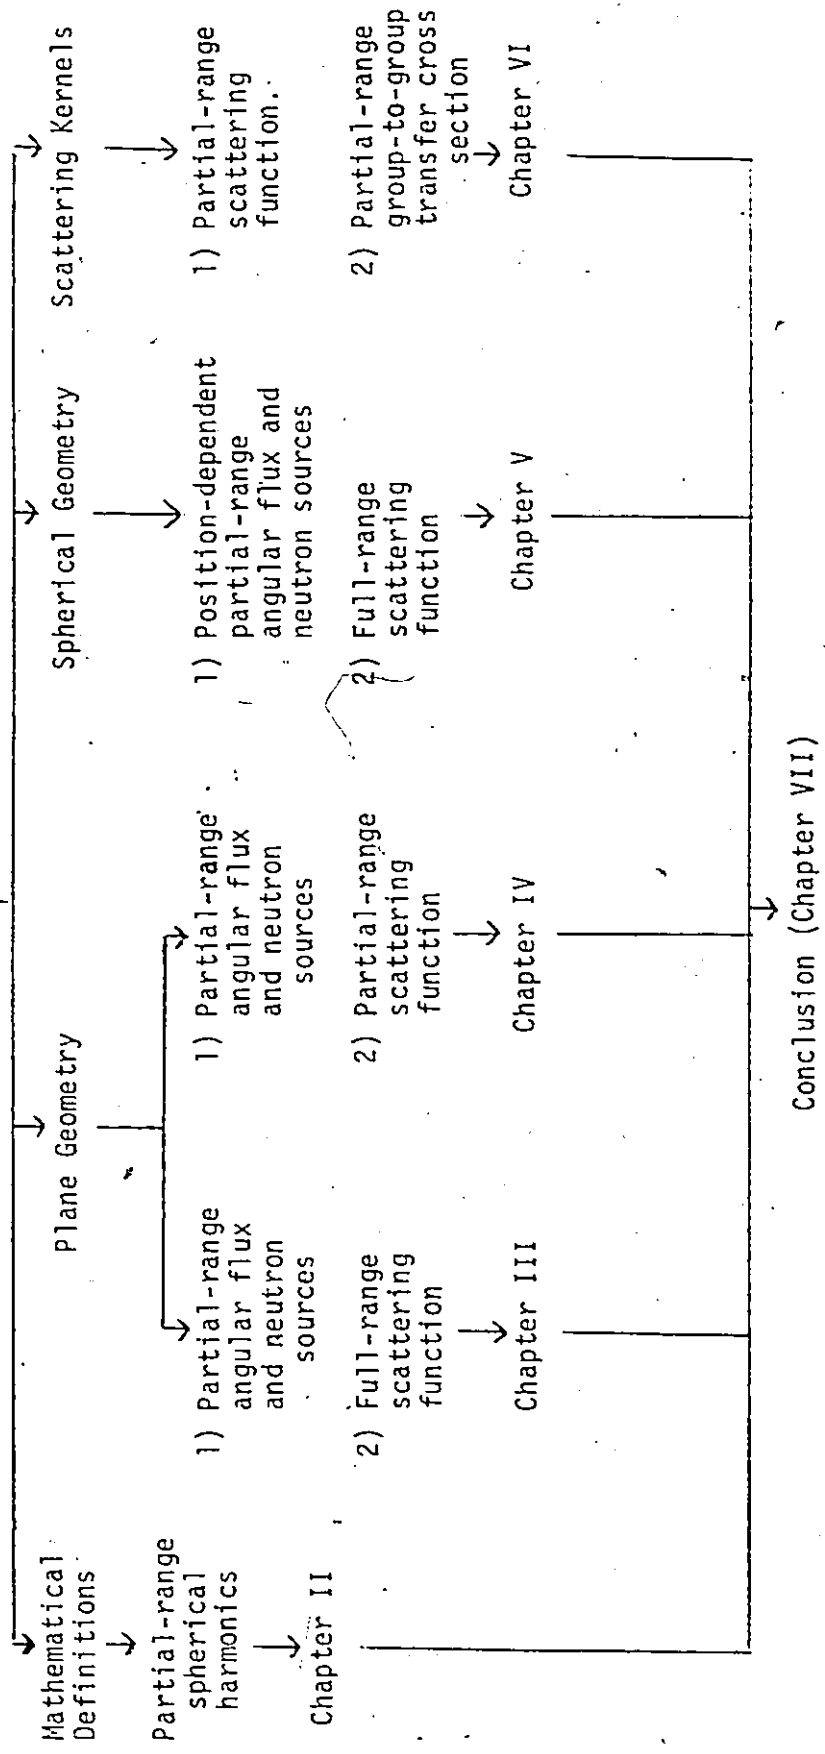 Mathematical
Definitions
Partial-range
spherical
harmonics
Chapter II
Plane Geometry
1) Partial-range
angular flux
and neutron
sources
2) Full-range
scattering
function
Chapter III
1) Partial-range
angular flux
and neutron
sources
2) Partial-range
scattering
function
Chapter IV
Spherical Geometry
1) Position-dependent
partial-range
angular flux and
neutron sources
2) Full-range
scattering
function
Chapter V
Scattering Kernels
1) Partial-range
scattering
function.
2) Partial-range
group-to-group
transfer cross
section
Chapter VI
Conclusion (Chapter VII)